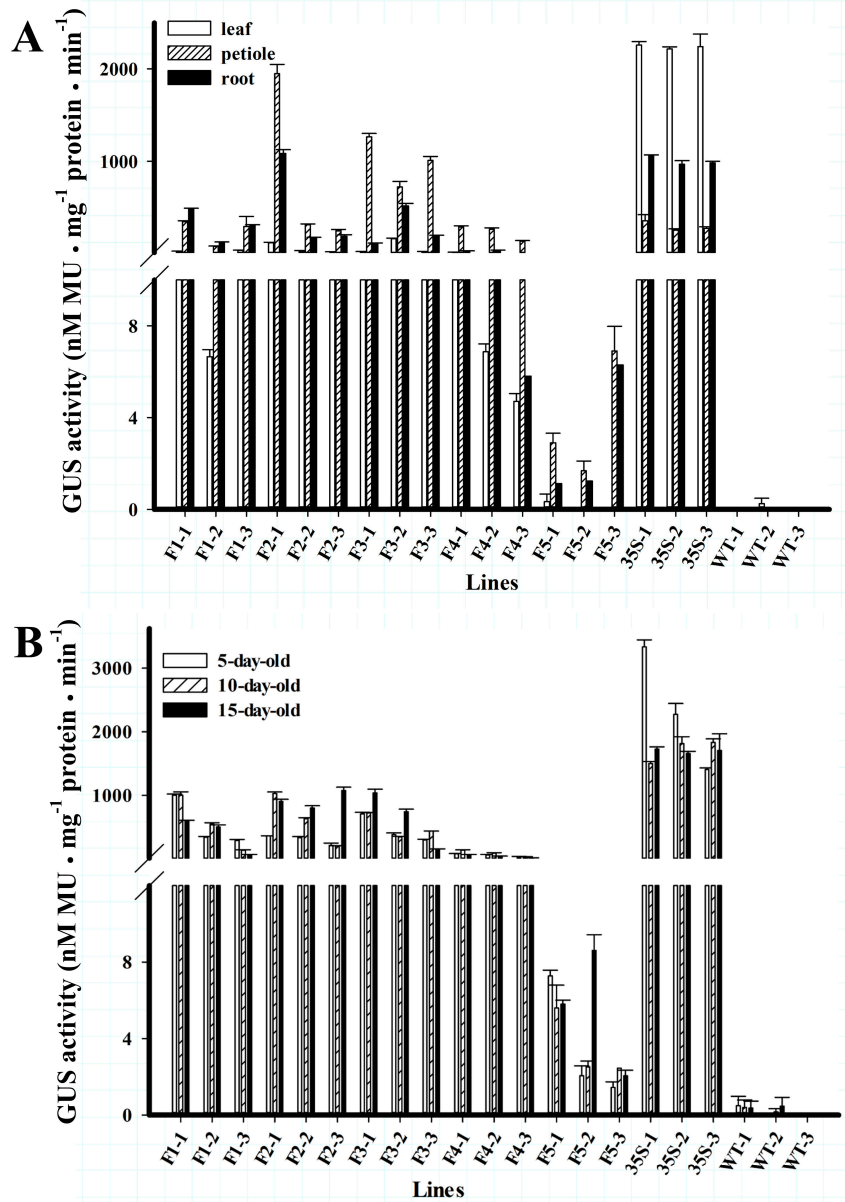 A
leaf
petiole
root
GUS activity (nM MU • mg⁻¹ protein • min⁻¹)
2000
1000
8
4
0
F1-1 F1-2 F1-3 F2-1 F2-2 F2-3 F3-1 F3-2 F3-3 F4-1 F4-2 F4-3 F5-1 F5-2 F5-3 35S-1 35S-2 35S-3 WT-1 WT-2 WT-3
Lines
B
5-day-old
10-day-old
15-day-old
GUS activity (nM MU • mg⁻¹ protein • min⁻¹)
3000
2000
1000
8
4
0
F1-1 F1-2 F1-3 F2-1 F2-2 F2-3 F3-1 F3-2 F3-3 F4-1 F4-2 F4-3 F5-1 F5-2 F5-3 35S-1 35S-2 35S-3 WT-1 WT-2 WT-3
Lines